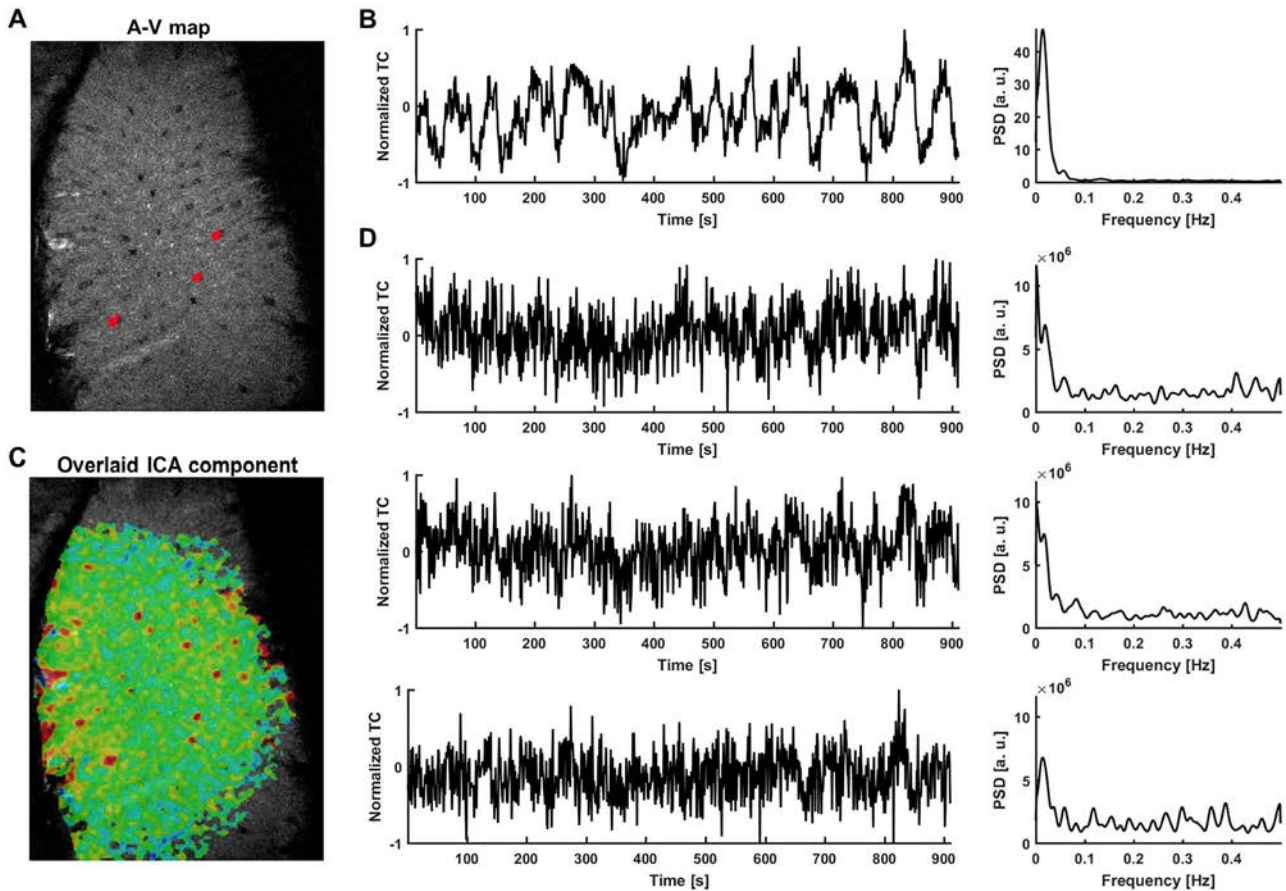 A
A-V map
B
Normalized TC
1
0
-1
100 200 300 400 500 600 700 800 900
Time [s]
PSD [a. u.]
40
30
20
10
0
0 0.1 0.2 0.3 0.4
Frequency [Hz]
D
Normalized TC
1
0
-1
100 200 300 400 500 600 700 800 900
Time [s]
×10⁶
PSD [a. u.]
10
5
0
0 0.1 0.2 0.3 0.4
Frequency [Hz]
C
Overlaid ICA component
Normalized TC
1
0
-1
100 200 300 400 500 600 700 800 900
Time [s]
×10⁶
PSD [a. u.]
10
5
0
0 0.1 0.2 0.3 0.4
Frequency [Hz]
Normalized TC
1
0
-1
100 200 300 400 500 600 700 800 900
Time [s]
×10⁶
PSD [a. u.]
10
5
0
0 0.1 0.2 0.3 0.4
Frequency [Hz]